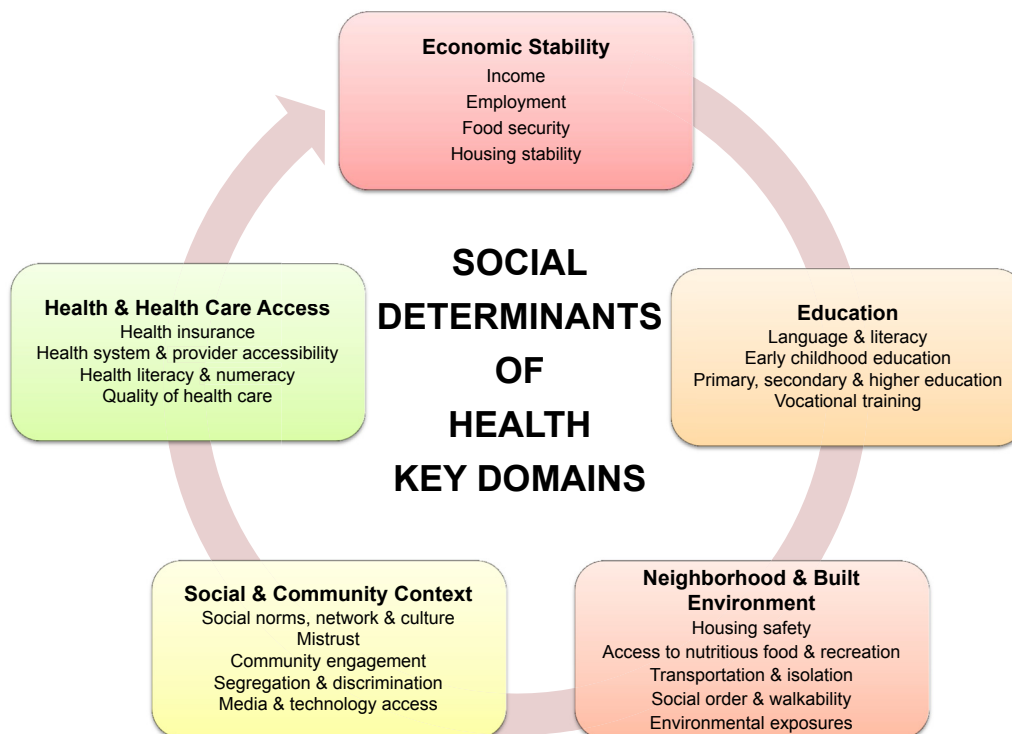 Economic Stability
Income
Employment
Food security
Housing stability
SOCIAL
DETERMINANTS
OF
HEALTH
KEY DOMAINS
Education
Language & literacy
Early childhood education
Primary, secondary & higher education
Vocational training
Neighborhood & Built
Environment
Housing safety
Access to nutritious food & recreation
Transportation & isolation
Social order & walkability
Environmental exposures
Social & Community Context
Social norms, network & culture
Mistrust
Community engagement
Segregation & discrimination
Media & technology access
Health & Health Care Access
Health insurance
Health system & provider accessibility
Health literacy & numeracy
Quality of health care